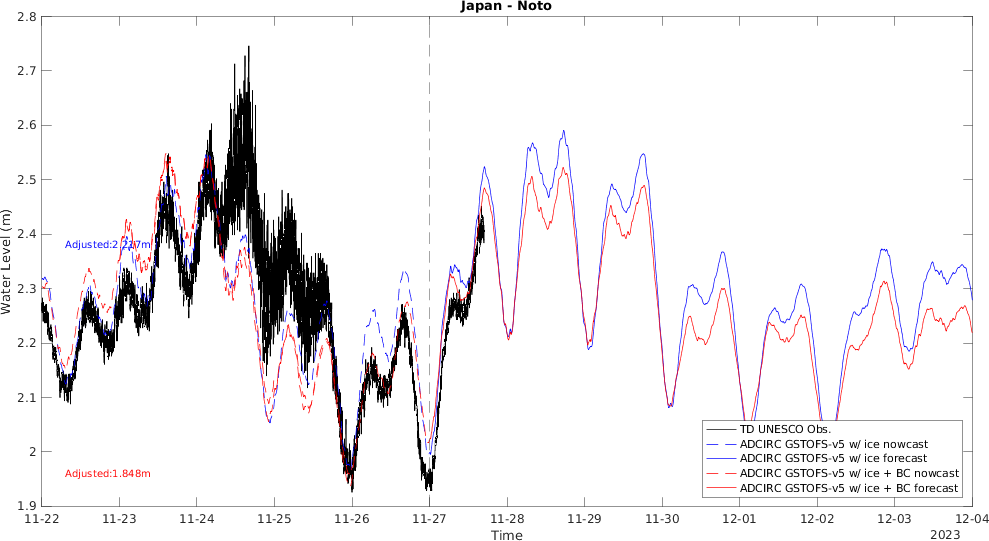 Japan - Noto
2.8
2.7
2.6
2.5
2.4
2.3
2.2
2.1
2
1.9
Water Level (m)
Adjusted:2.217m
Adjusted:1.848m
TD UNESCO Obs.
ADCIRC GSTOFS-v5 w/ ice nowcast
ADCIRC GSTOFS-v5 w/ ice forecast
ADCIRC GSTOFS-v5 w/ ice + BC nowcast
ADCIRC GSTOFS-v5 w/ ice + BC forecast
11-22 11-23 11-24 11-25 11-26 11-27 11-28 11-29 11-30 12-01 12-02 12-03 12-04
Time
2023